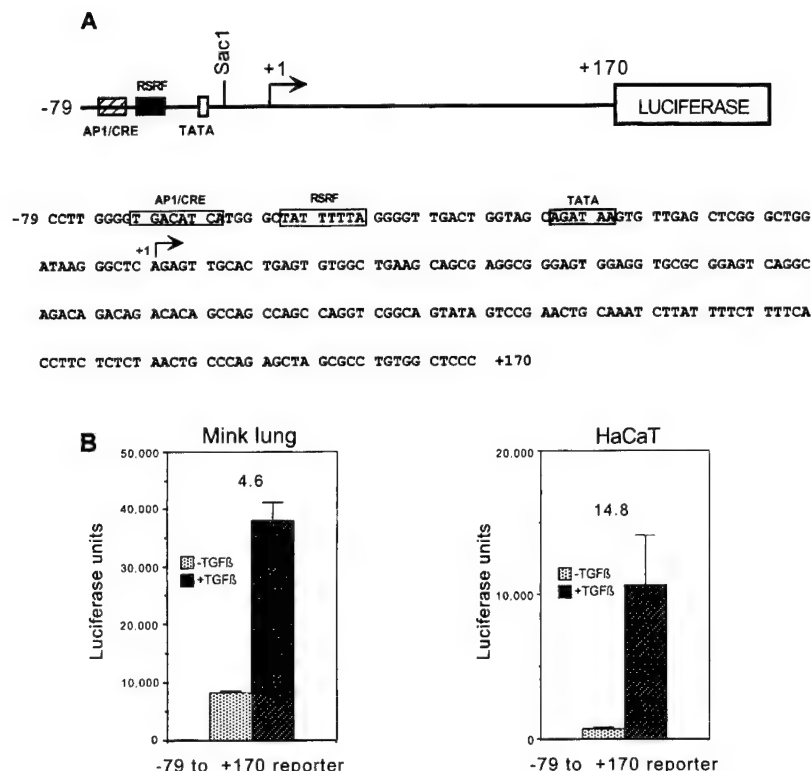 A
Sac1
+1
+170
RSRF
-79
LUCIFERASE
AP1/CRE
TATA
AP1/CRE
RSRF
TATA
-79 CCTT GGGGT GACATC ATGG GCTAT TTTTA GGGGT TGACT GGTAGC CAGAT AAGTG TTGAG CTCGG GCTGG
+1
ATAAG GGCTC AGAGT TGCAC TGAGT GTGGC TGAAG CAGCG AGGCG GGAGT GGAGG TGCGC GGAGT CAGGC
AGACA GACAG ACACA GCCAG CCAGC CAGGT CGGCA GTATA GTCCG AACTG CAAAT CTTAT TTTCT TTTCA
CCTTC TCTCT AACTG CCCAG AGCTA GCGCC TGTGG CTCCC +170
B
Mink lung
50,000
40,000
30,000
20,000
10,000
0
Luciferase units
4.6
-TGFß
+TGFß
-79 to +170 reporter
HaCaT
20,000
10,000
0
Luciferase units
14.8
-TGFß
+TGFß
-79 to +170 reporter